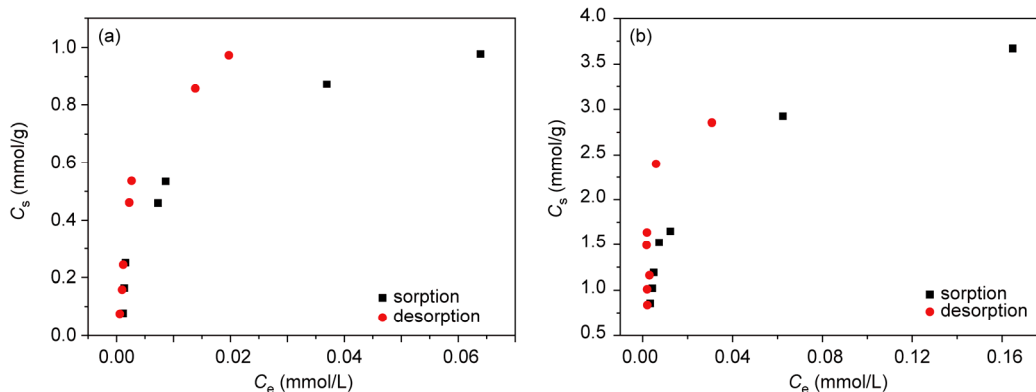 (a)
1.0
0.8
0.6
0.4
0.2
0.0
Cs (mmol/g)
0.00 0.02 0.04 0.06
Ce (mmol/L)
sorption
desorption
(b)
4.0
3.5
3.0
2.5
2.0
1.5
1.0
0.5
Cs (mmol/g)
0.00 0.04 0.08 0.12 0.16
Ce (mmol/L)
sorption
desorption